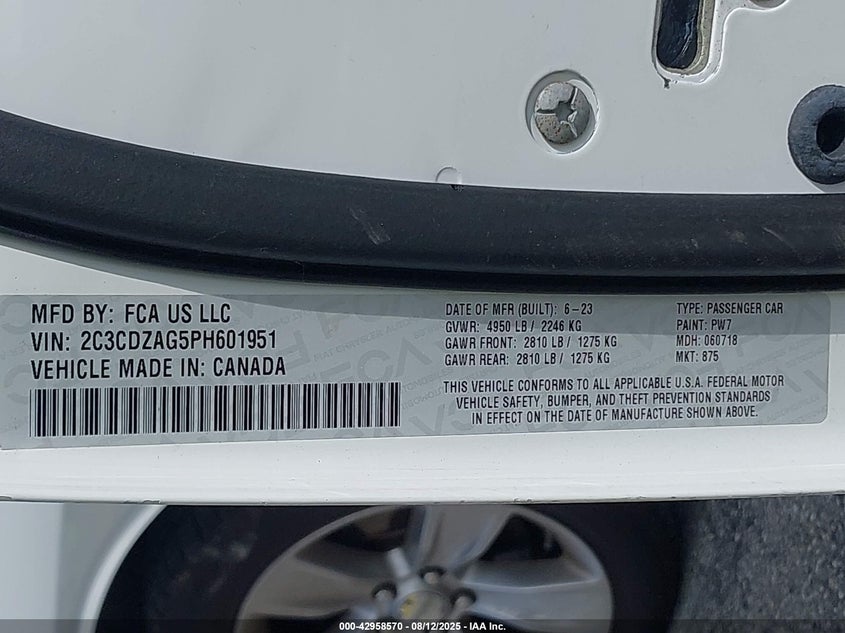 MFD BY: FCA US LLC
VIN: 2C3CDZAG5PH601951
VEHICLE MADE IN: CANADA
DATE OF MFR (BUILT): 6-23
GVWR: 4950 LB / 2246 KG
GAWR FRONT: 2810 LB / 1275 KG
GAWR REAR: 2810 LB / 1275 KG
TYPE: PASSENGER CAR
PAINT: PW7
MDH: 060718
MKT: 875
THIS VEHICLE CONFORMS TO ALL APPLICABLE U.S.A. FEDERAL MOTOR
VEHICLE SAFETY, BUMPER, AND THEFT PREVENTION STANDARDS
IN EFFECT ON THE DATE OF MANUFACTURE SHOWN ABOVE.
000-42958570 - 08/12/2025 - IAA Inc.